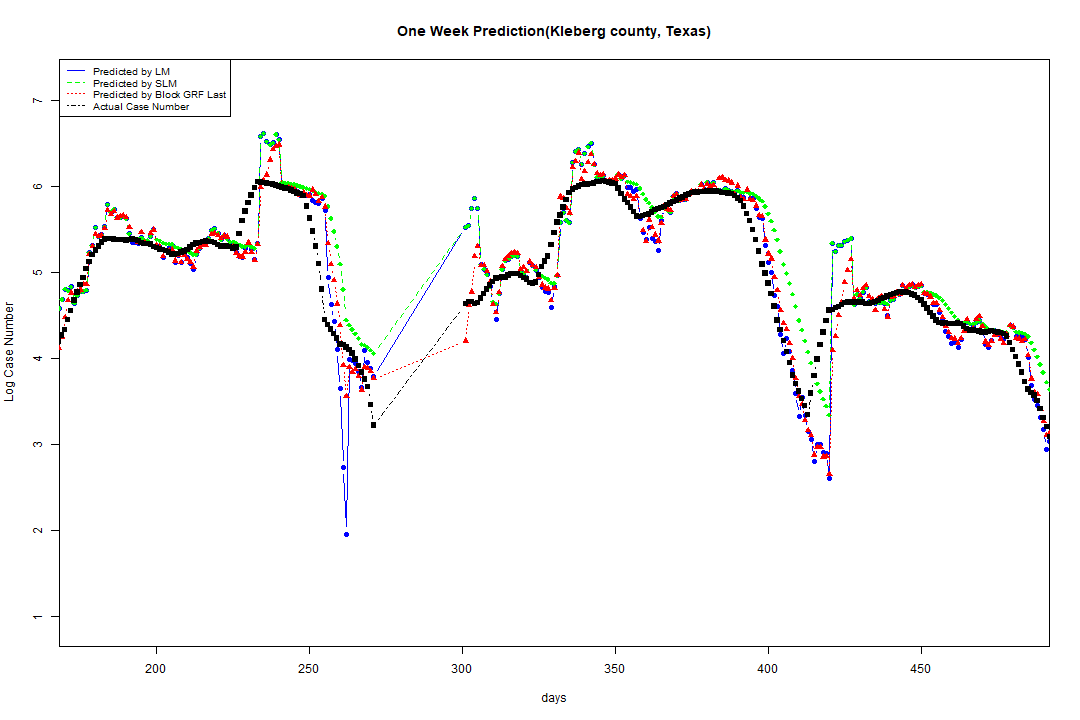 One Week Prediction(Kleberg county, Texas)
Predicted by LM
Predicted by SLM
Predicted by Block GRF Last
Actual Case Number
7
6
5
4
3
2
1
Log Case Number
200 250 300 350 400 450
days